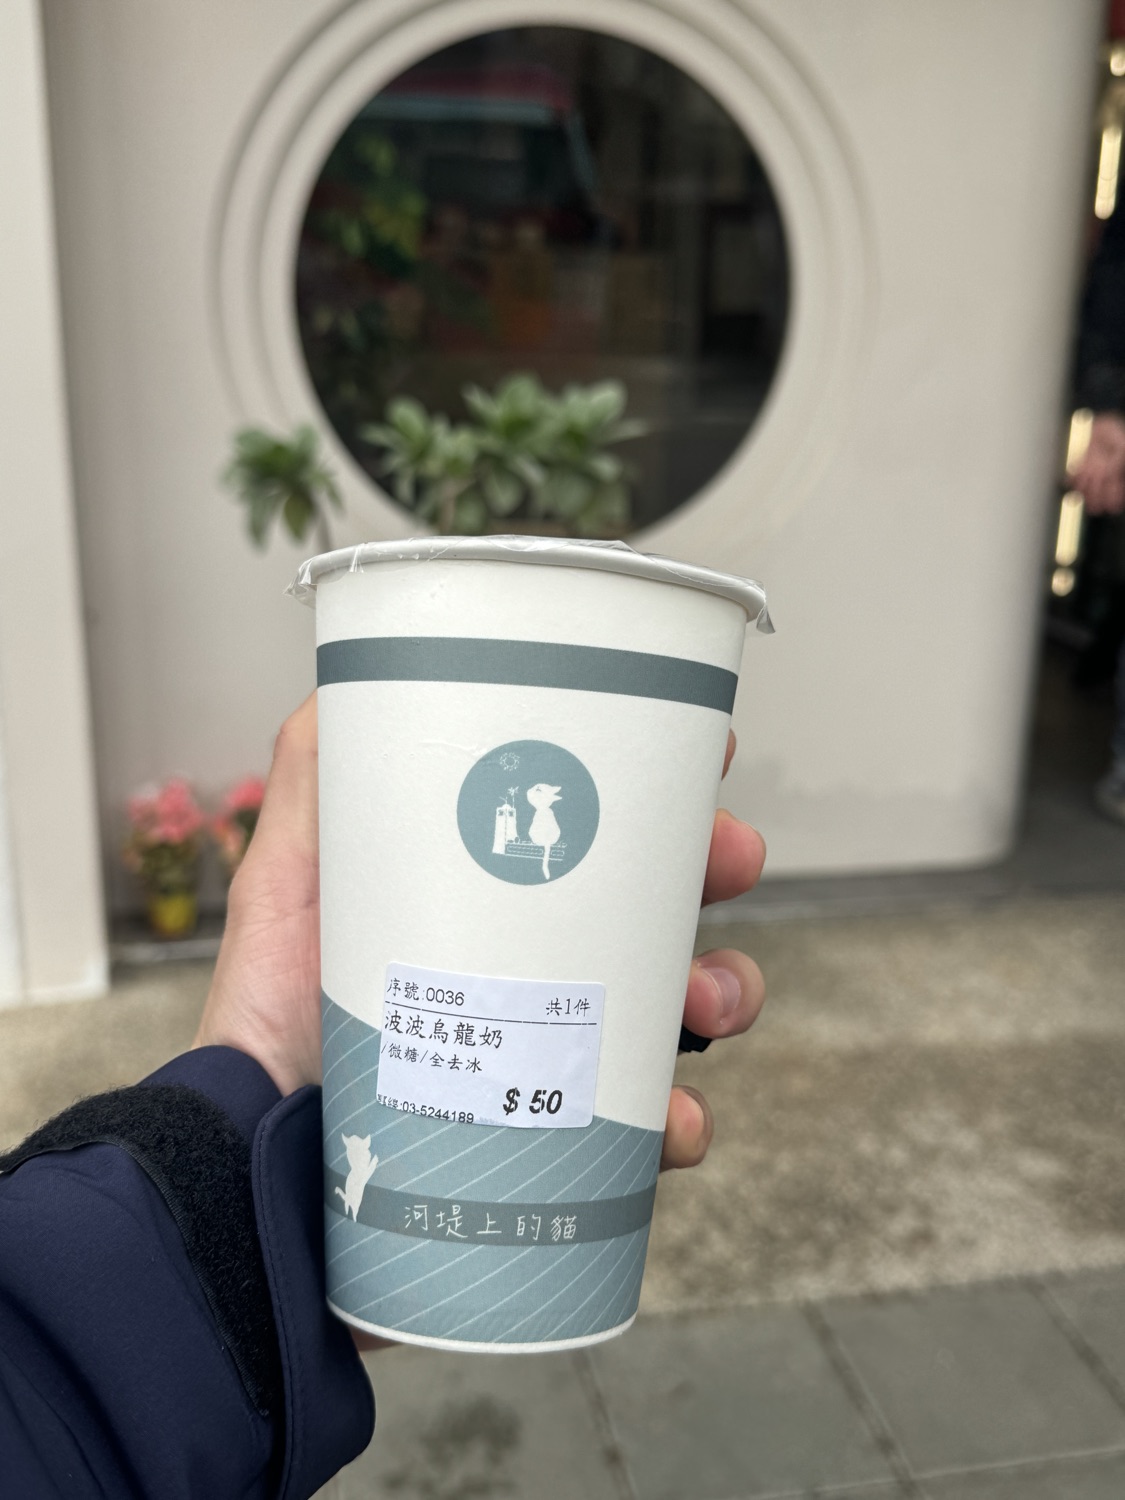 序號:0036 共1件
波波烏龍奶
/微糖/全去冰
$ 50
:03-5244189
河堤上的貓